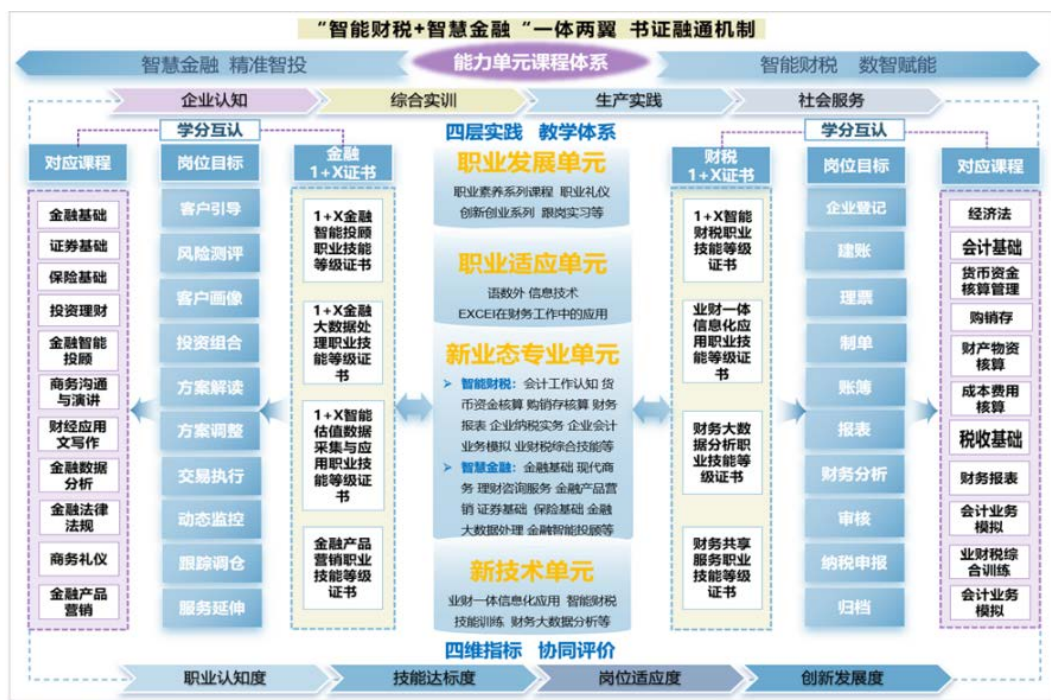 “智能财税+智慧金融 “一体两翼 书证融通机制
智慧金融 精准智投
能力单元课程体系
智能财税 数智赋能
企业认知
综合实训
生产实践
社会服务
四层实践 教学体系
学分互认
对应课程
岗位目标
金融
1+X证书
金融基础
证券基础
保险基础
投资理财
金融智能
投顾
商务沟通
与演讲
财经应用
文写作
金融数据
分析
金融法律
法规
商务礼仪
金融产品
营销
客户引导
风险测评
客户画像
投资组合
方案解读
方案调整
交易执行
动态监控
跟踪调仓
服务延伸
1+X金融
智能投顾
职业技能
等级证书
1+X金融
大数据处
理职业技
能等级证
书
1+X智能
估值数据
采集与应
用职业技
能等级证
书
金融产品
营销职业
技能等级
证书
职业发展单元
职业素养系列课程 职业礼仪
创新创业系列 跟岗实习等
职业适应单元
语数外 信息技术
EXCEl在财务工作中的应用
新业态专业单元
➢ 智能财税：会计工作认知 货
币资金核算 购销存核算 财务
报表 企业纳税实务 企业会计
业务模拟 业财税综合技能等
➢ 智慧金融：金融基础 现代商
务 理财咨询服务 金融产品营
销 证券基础 保险基础 金融
大数据处理 金融智能投顾等
新技术单元
业财一体信息化应用 智能财税
技能训练 财务大数据分析等
学分互认
财税
1+X证书
岗位目标
对应课程
1+X智能
财税职业
技能等级
证书
业财一体
信息化应
用职业技
能等级证
书
财务大数
据分析职
业技能等
级证书
财务共享
服务职业
技能等级
证书
企业登记
建账
理票
制单
账簿
报表
财务分析
审核
纳税申报
归档
经济法
会计基础
货币资金
核算管理
购销存
财产物资
核算
成本费用
核算
税收基础
财务报表
会计业务
模拟
业财税综
合训练
会计业务
模拟
四维指标 协同评价
职业认知度
技能达标度
岗位适应度
创新发展度